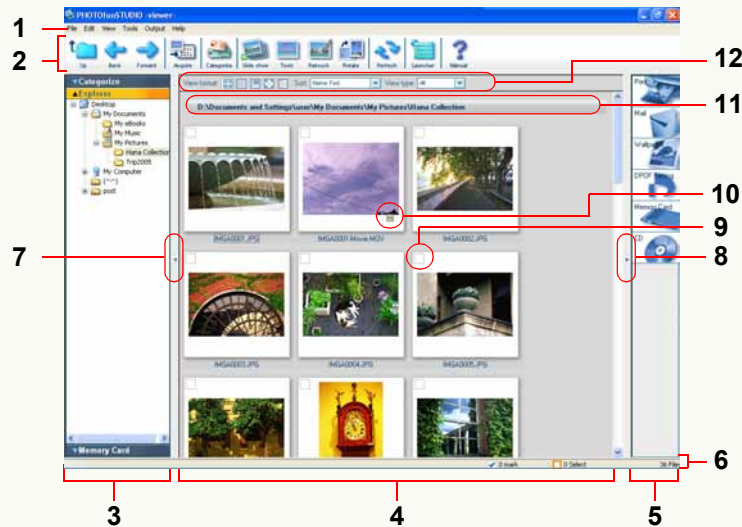 PHOTOfunSTUDIO -viewer-
1
File Edit View Tools Output Help
2
Up Back Forward Acquire Categorize Slide show Tools Retouch Rotate Refresh Launcher Manual
12
View format Sort Name Fwd. View type All
11
▼Categorize
▲Explorer
D:\Documents and Settings\user\My Documents\My Pictures\Hana Collection
Desktop
My Documents
My eBooks
My Music
My Pictures
Hana Collection
Trip2005
My Computer
(^-^)
post
Mail
Wallpaper
DPOF
Memory Card
CD
10
9
IMGA0001.JPG IMGA0001-Movie.MOV IMGA0002.JPG
7
8
IMGA0003.JPG IMGA0004.JPG IMGA0005.JPG
▼Memory Card
0 mark 0 Select 36 File
6
3 4 5